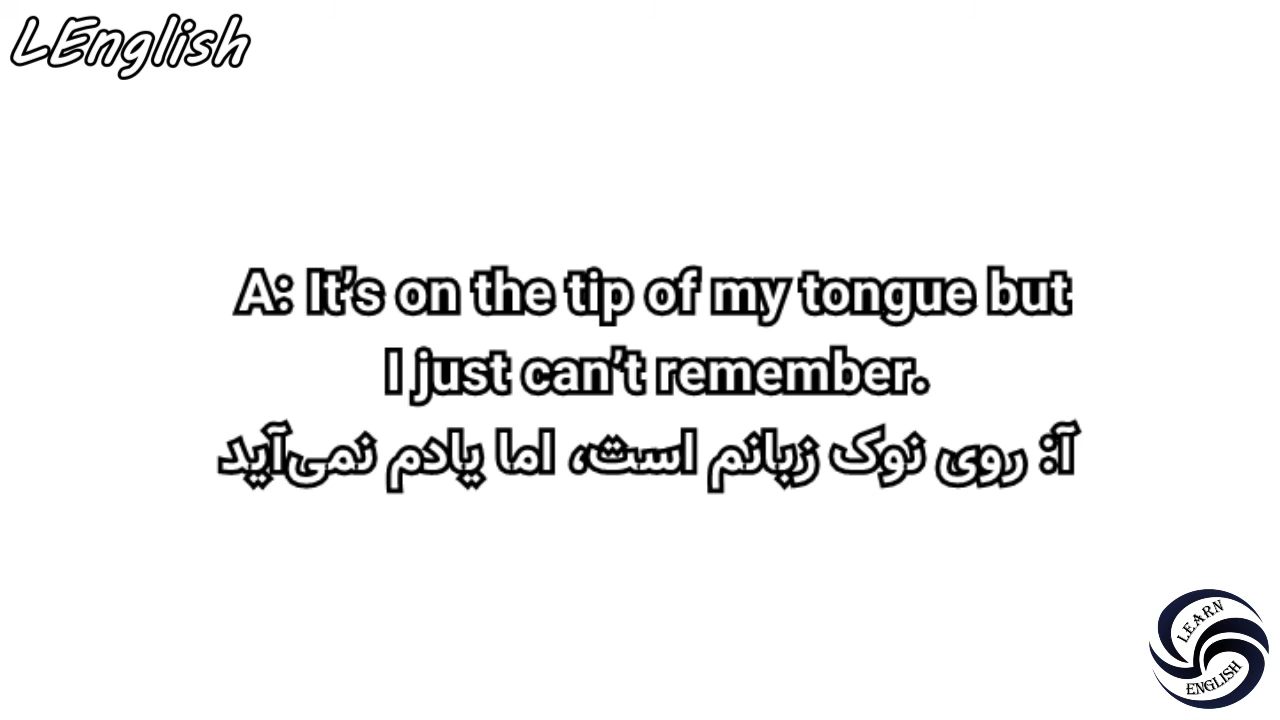 LEnglish
A: It's on the tip of my tongue but
I just can't remember.
آ: روی نوک زبانم است، اما یادم نمی‌آید
LEARN
ENGLISH